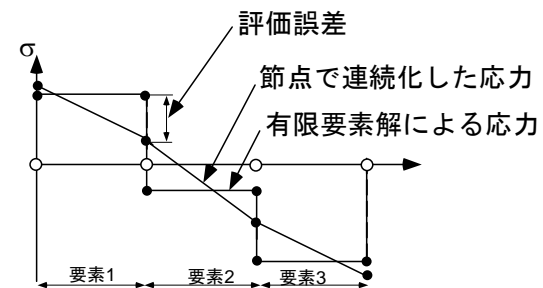 評価誤差
σ
節点で連続化した応力
有限要素解による応力
要素1 要素2 要素3